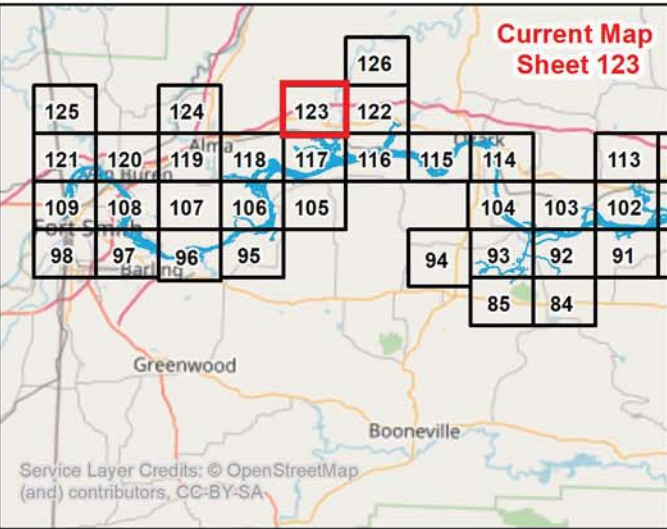 Current Map
Sheet 123
126
125
124
123
122
Alma
Ozark
121
120
119
118
117
116
115
114
113
Van Buren
109
108
107
106
105
104
103
102
Fort Smith
98
97
96
95
94
93
92
91
Barling
85
84
Greenwood
Booneville
Service Layer Credits: © OpenStreetMap
(and) contributors, CC-BY-SA